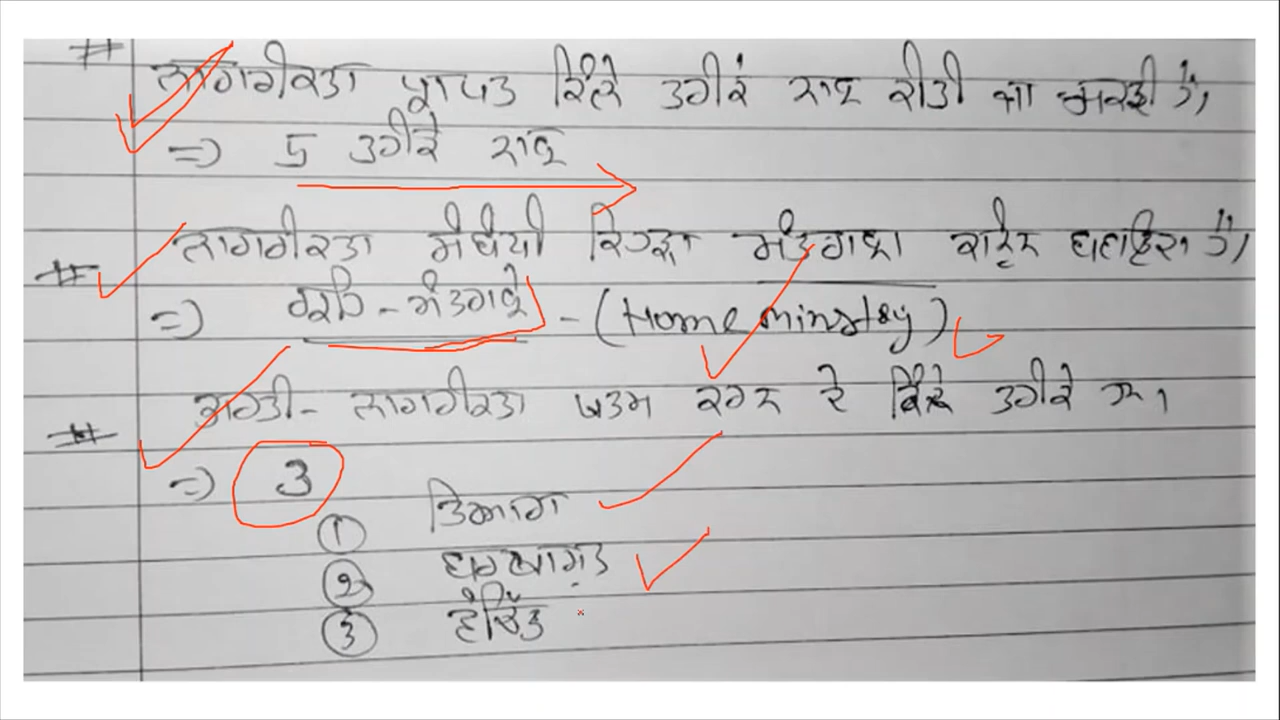 # ਨਾਗਰੀਕਤਾ ਪ੍ਰਾਪਤ ਕਿੰਨੇ ਤਰੀਕੇ ਨਾਲ ਕੀਤੀ ਜਾ ਸਕਦੀ ਹੈ,
=) 5 ਤਰੀਕੇ ਨਾਲ
# ਨਾਗਰੀਕਤਾ ਸੰਬੰਧੀ ਕਿਹੜਾ ਮੰਤਰਾਲਾ ਕਾਨੂੰਨ ਬਣਾਉਂਦਾ ਹੈ,
=) ਗ੍ਰਹਿ - ਮੰਤਰਾਲੇ - (Home minstry)
# ਭਾਰਤੀ - ਨਾਗਰੀਕਤਾ ਖਤਮ ਕਰਨ ਦੇ ਕਿੰਨੇ ਤਰੀਕੇ ਹਨ।
=) 3
① ਤਿਆਗ
② ਬਰਖਾਸਤ
③ ਵੰਚਿਤ